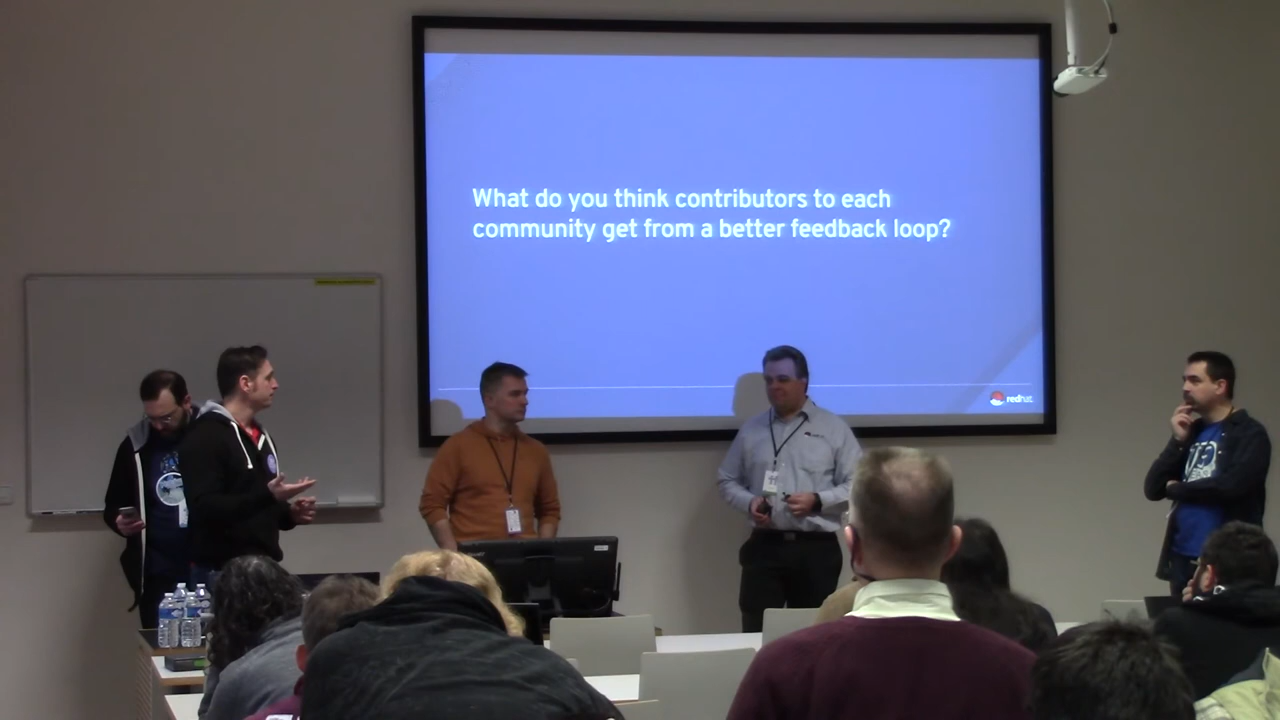 What do you think contributors to each
community get from a better feedback loop?
redhat.